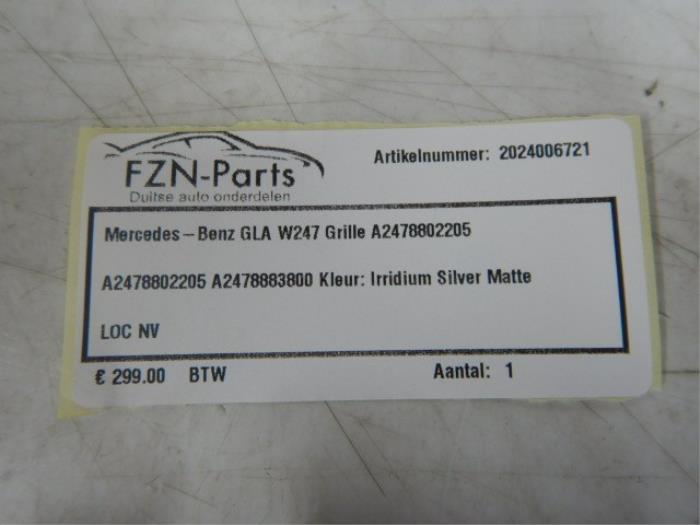 FZN-Parts
Duitse auto onderdelen
Artikelnummer: 2024006721
Mercedes-Benz GLA W247 Grille A2478802205
A2478802205 A2478883800 Kleur: Irridium Silver Matte
LOC NV
€ 299.00 BTW
Aantal: 1